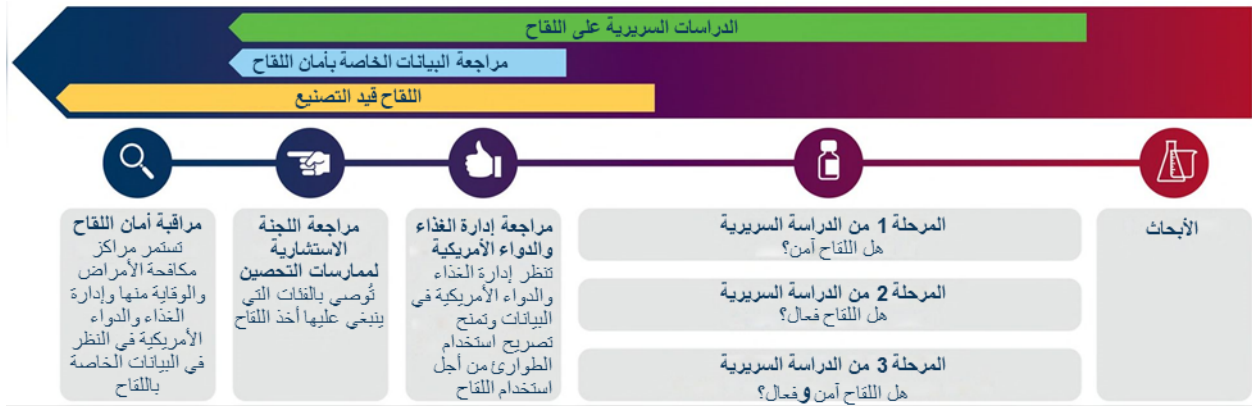 الدراسات السريرية على اللقاح
مراجعة البيانات الخاصة بأمان اللقاح
اللقاح قيد التصنيع
الأبحاث
المرحلة 1 من الدراسة السريرية
هل اللقاح آمن؟
المرحلة 2 من الدراسة السريرية
هل اللقاح فعال؟
المرحلة 3 من الدراسة السريرية
هل اللقاح آمن وفعال؟
مراجعة إدارة الغذاء
والدواء الأمريكية
تنظر إدارة الغذاء
والدواء الأمريكية في
البيانات وتمنح
تصريح استخدام
الطوارئ من أجل
استخدام اللقاح
مراجعة اللجنة
الاستشارية
لممارسات التحصين
تُوصي بالفئات التي
ينبغي عليها أخذ اللقاح
مراقبة أمان اللقاح
تستمر مراكز
مكافحة الأمراض
والوقاية منها وإدارة
الغذاء والدواء
الأمريكية في النظر
في البيانات الخاصة
باللقاح